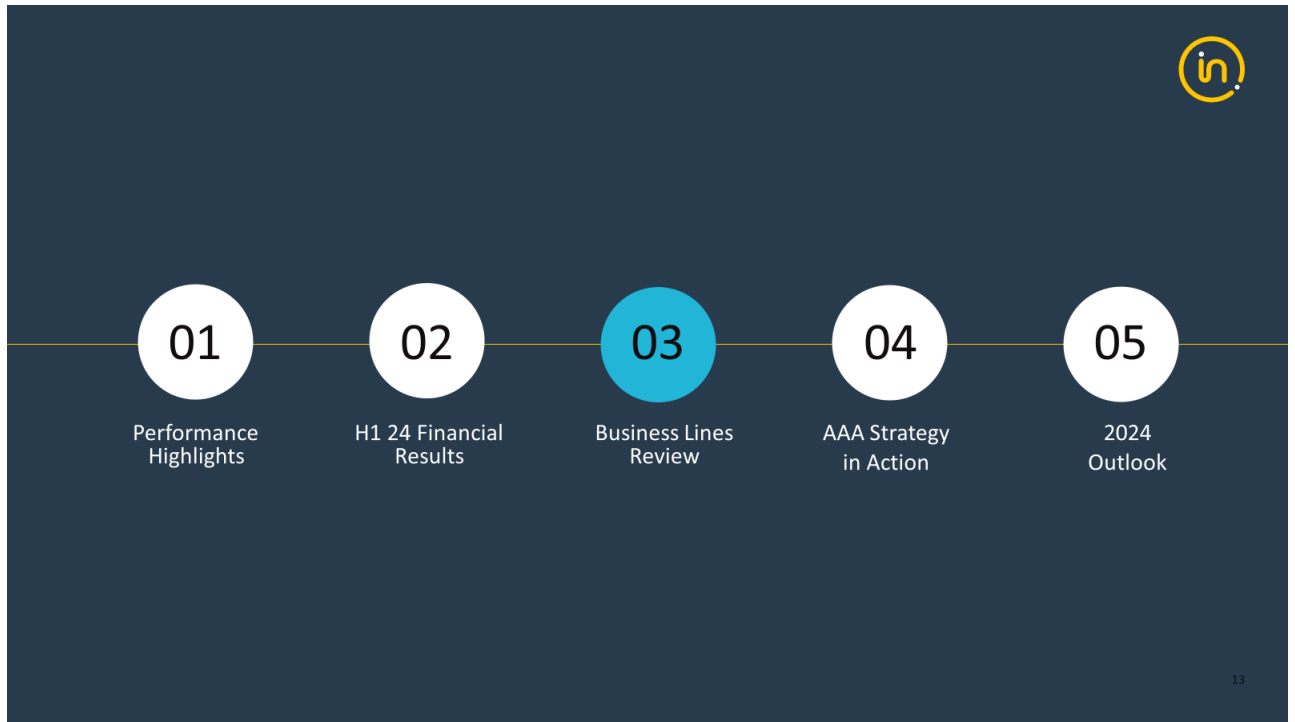 in
01
02
03
04
05
Performance
Highlights
H1 24 Financial
Results
Business Lines
Review
AAA Strategy
in Action
2024
Outlook
13